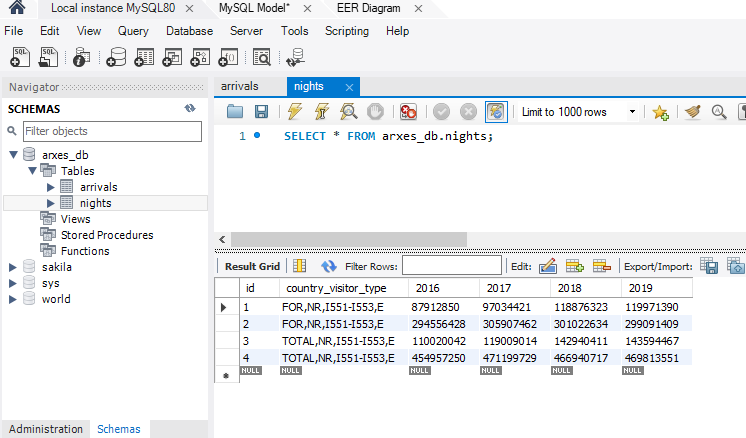 Local instance MySQL80 MySQL Model* EER Diagram
File Edit View Query Database Server Tools Scripting Help
Navigator
SCHEMAS
Filter objects
arxes_db
Tables
arrivals
nights
Views
Stored Procedures
Functions
sakila
sys
world
Administration Schemas
arrivals nights
Limit to 1000 rows
1 SELECT * FROM arxes_db.nights;
Result Grid Filter Rows: Edit: Export/Import:
id country_visitor_type 2016 2017 2018 2019
1 FOR,NR,I551-I553,E 87912850 97034421 118876323 119971390
2 FOR,NR,I551-I553,E 294556428 305907462 301022634 299091409
3 TOTAL,NR,I551-I553,E 110020042 119009014 142940411 143594467
4 TOTAL,NR,I551-I553,E 454957250 471199729 466940717 469813551
NULL NULL NULL NULL NULL NULL